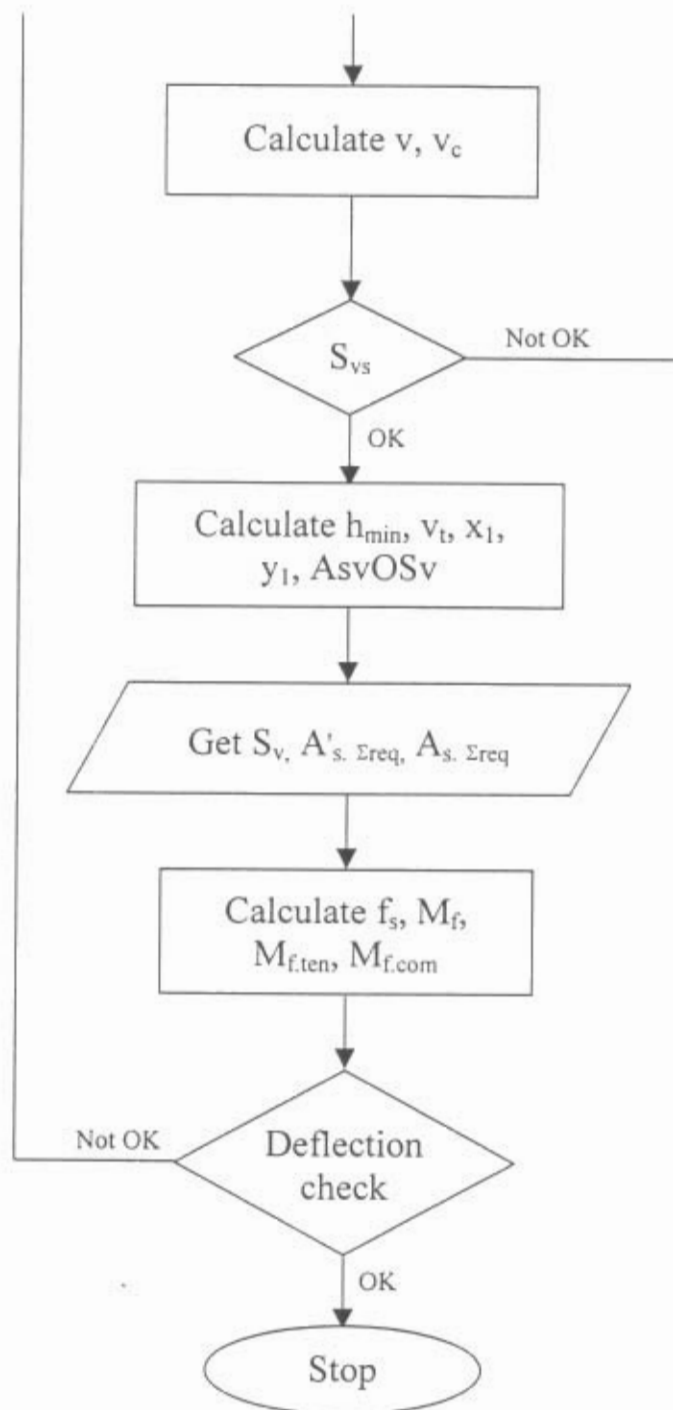 Calculate v, v_c
S_vs
Not OK
OK
Calculate h_min, v_t, x_1,
y_1, AsvOSv
Get S_v, A'_s. Σreq, A_s. Σreq
Calculate f_s, M_f,
M_f.ten, M_f.com
Not OK
Deflection
check
OK
Stop